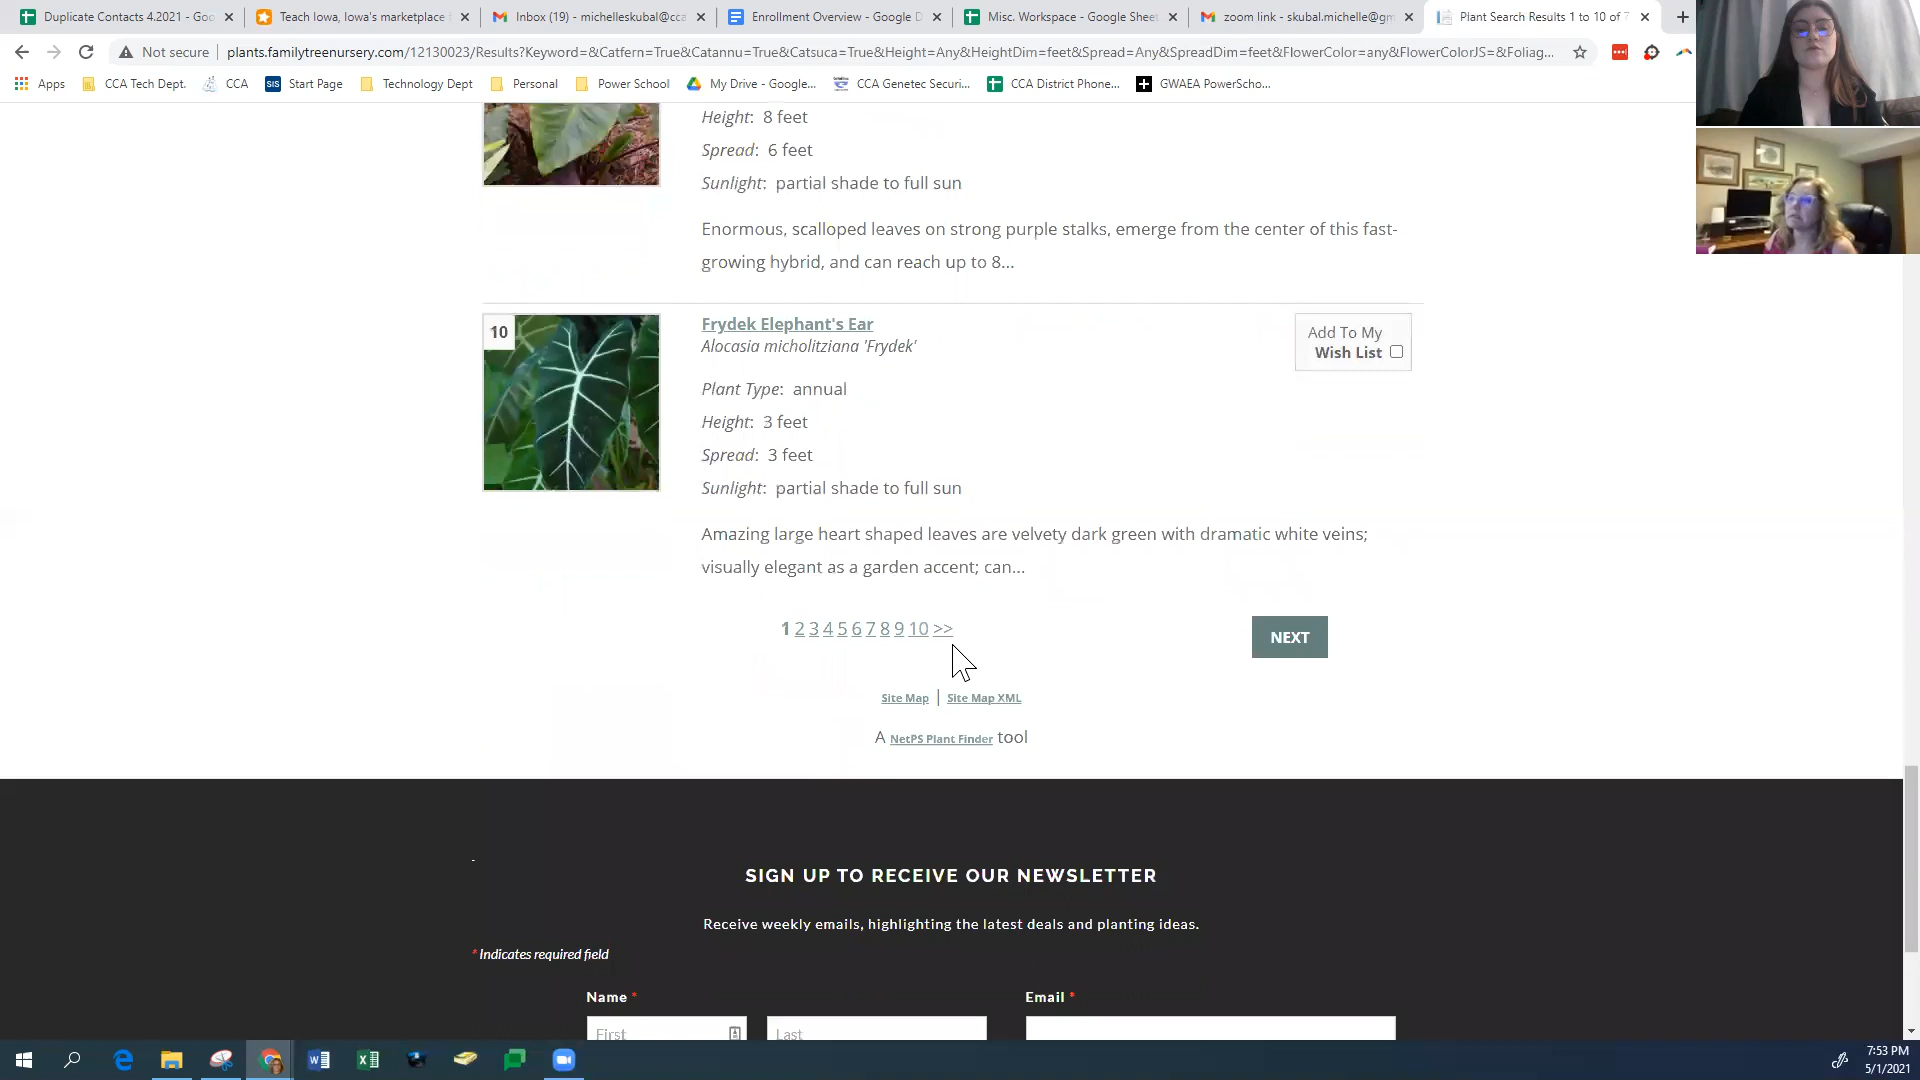 Duplicate Contacts 4.2021 - Goo
Teach Iowa, Iowa's marketplace
Inbox (19) - michelleskubal@cca
Enrollment Overview - Google D
Misc. Workspace - Google Sheet
zoom link - skubal.michelle@gm
Plant Search Results 1 to 10 of 7
Not secure
plants.familytreenursery.com/12130023/Results?Keyword=&Catfern=True&Catannu=True&Catsuca=True&Height=Any&HeightDim=feet&Spread=Any&SpreadDim=feet&FlowerColor=any&FlowerColorJS=&Foliag...
Apps
CCA Tech Dept.
CCA
SIS
Start Page
Technology Dept
Personal
Power School
My Drive - Google...
CCA Genetec Securi...
CCA District Phone...
GWAEA PowerScho...
Height: 8 feet
Spread: 6 feet
Sunlight: partial shade to full sun
Enormous, scalloped leaves on strong purple stalks, emerge from the center of this fast-
growing hybrid, and can reach up to 8...
10
Frydek Elephant's Ear
Alocasia micholitziana 'Frydek'
Add To My
Wish List
Plant Type: annual
Height: 3 feet
Spread: 3 feet
Sunlight: partial shade to full sun
Amazing large heart shaped leaves are velvety dark green with dramatic white veins;
visually elegant as a garden accent; can...
1 2 3 4 5 6 7 8 9 10 >>
NEXT
Site Map | Site Map XML
A NetPS Plant Finder tool
SIGN UP TO RECEIVE OUR NEWSLETTER
Receive weekly emails, highlighting the latest deals and planting ideas.
* Indicates required field
Name *
Email *
First
Last
7:53 PM
5/1/2021